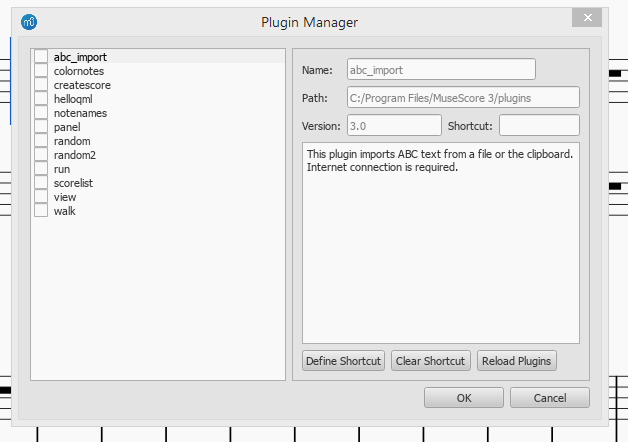 Plugin Manager
abc_import
colornotes
createscore
helloqml
notenames
panel
random
random2
run
scorelist
view
walk
Name: abc_import
Path: C:/Program Files/MuseScore 3/plugins
Version: 3.0 Shortcut:
This plugin imports ABC text from a file or the clipboard.
Internet connection is required.
Define Shortcut Clear Shortcut Reload Plugins
OK Cancel